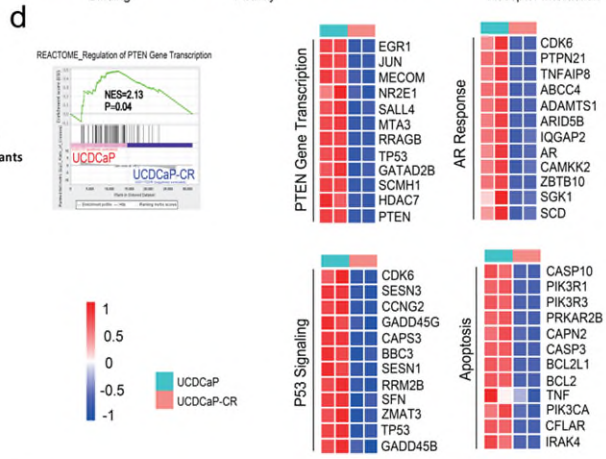 d
REACTOME_Regulation of PTEN Gene Transcription
NES=2.13
P=0.04
UCDCaP
UCDCaP-CR
ants
PTEN Gene Transcription
EGR1
JUN
MECOM
NR2E1
SALL4
MTA3
RRAGB
TP53
GATAD2B
SCMH1
HDAC7
PTEN
AR Response
CDK6
PTPN21
TNFAIP8
ABCC4
ADAMTS1
ARID5B
IQGAP2
AR
CAMKK2
ZBTB10
SGK1
SCD
1
0.5
0
-0.5
-1
UCDCaP
UCDCaP-CR
P53 Signaling
CDK6
SESN3
CCNG2
GADD45G
CAPS3
BBC3
SESN1
RRM2B
SFN
ZMAT3
TP53
GADD45B
Apoptosis
CASP10
PIK3R1
PIK3R3
PRKAR2B
CAPN2
CASP3
BCL2L1
BCL2
TNF
PIK3CA
CFLAR
IRAK4